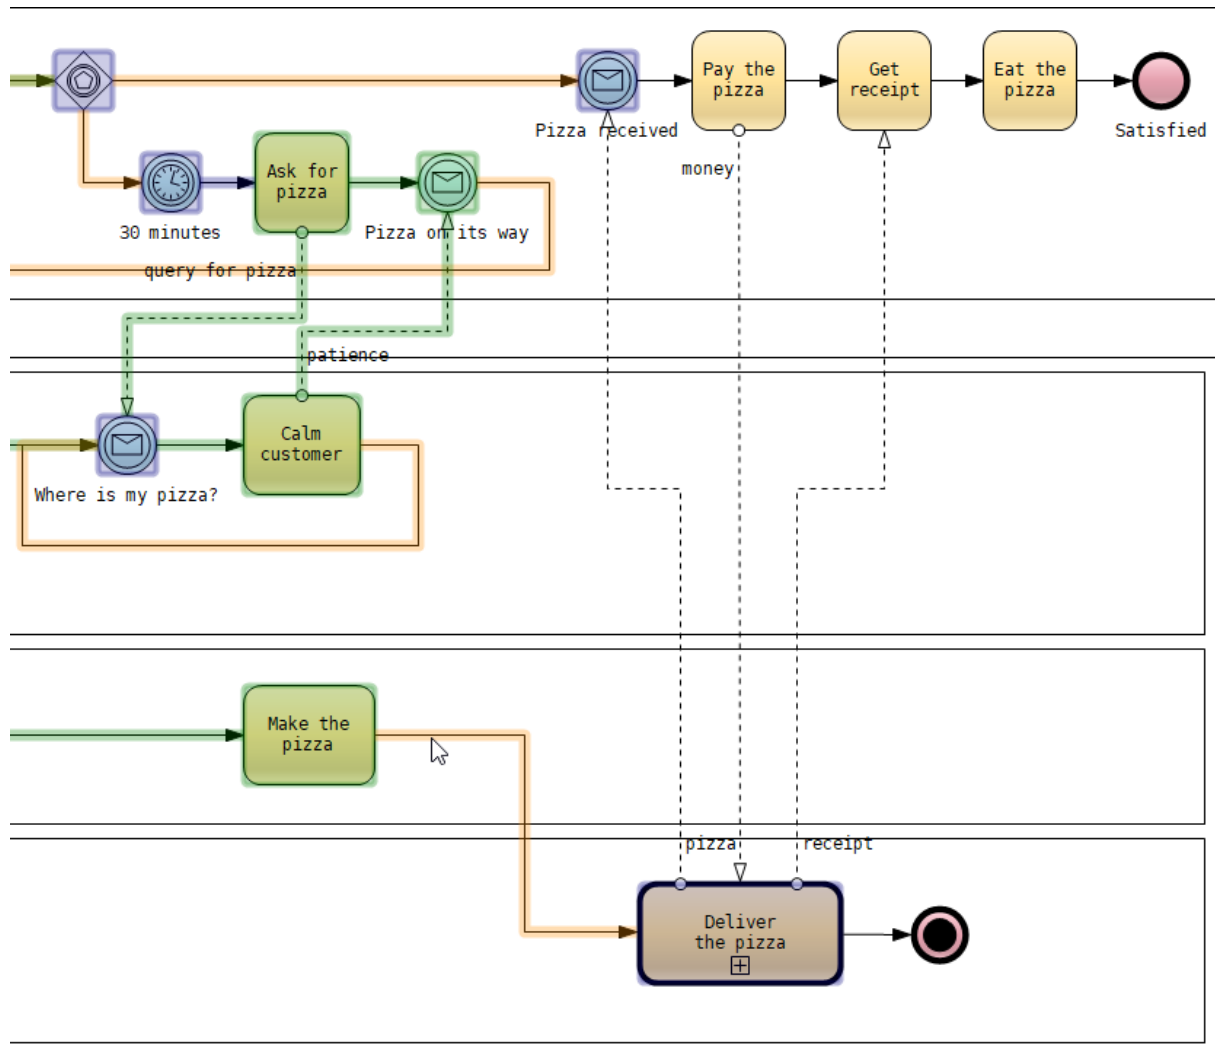 Pay the
pizza
Get
receipt
Eat the
pizza
Pizza received
Satisfied
money
Ask for
pizza
30 minutes
Pizza on its way
query for pizza
patience
Calm
customer
Where is my pizza?
Make the
pizza
pizza
receipt
Deliver
the pizza